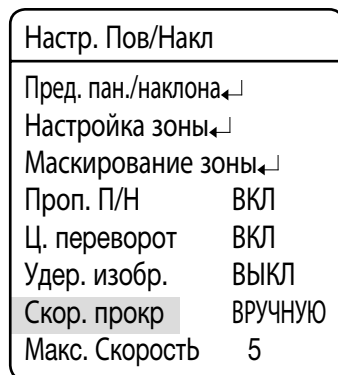 Настр. Пов/Накл
Пред. пан./наклона↵
Настройка зоны↵
Маскирование зоны↵
Проп. П/Н ВКЛ
Ц. переворот ВКЛ
Удер. изобр. ВЫКЛ
Скор. прокр ВРУЧНУЮ
Макс. СкоростЬ 5